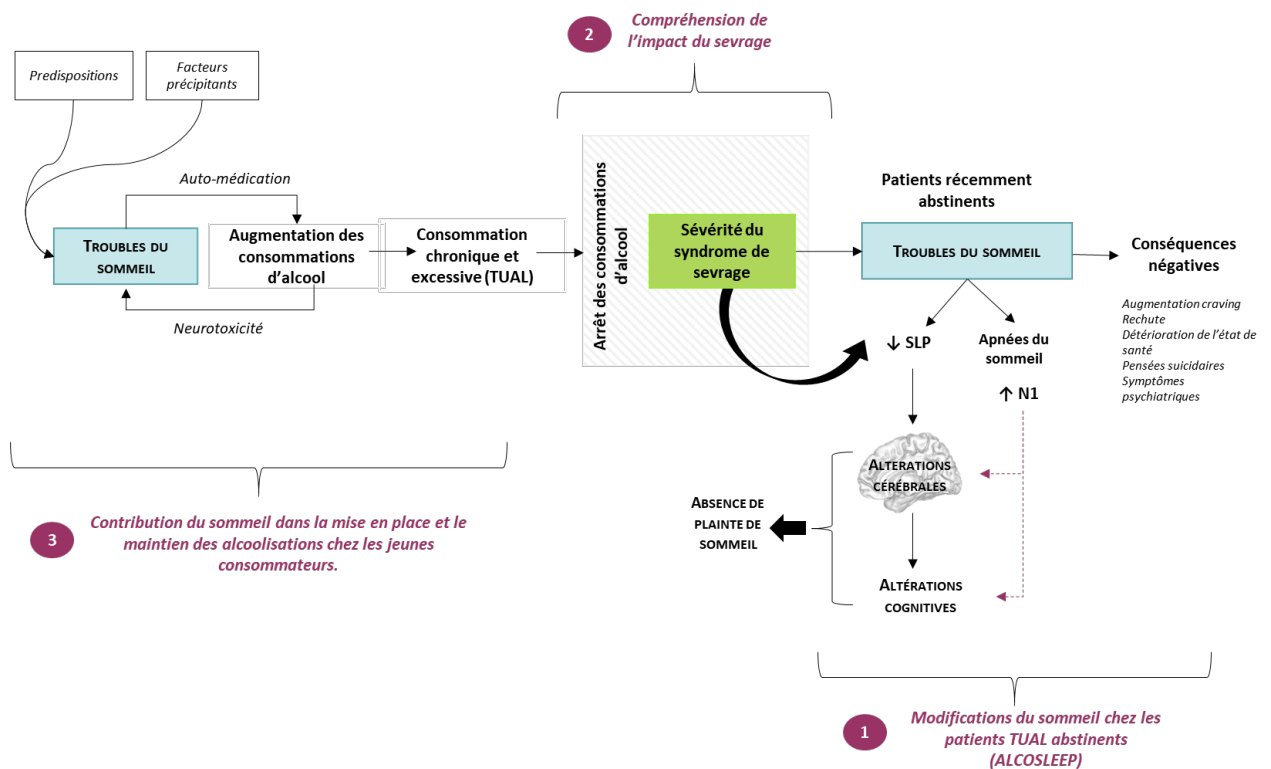 2
Compréhension de
l’impact du sevrage
Predispositions
Facteurs
précipitants
Auto-médication
TROUBLES DU
SOMMEIL
Augmentation des
consommations
d’alcool
Neurotoxicité
Consommation
chronique et
excessive (TUAL)
Arrêt des consommations
d’alcool
Sévérité du
syndrome de
sevrage
Patients récemment
abstinents
TROUBLES DU SOMMEIL
Conséquences
négatives
Augmentation craving
Rechute
Détérioration de l’état de
santé
Pensées suicidaires
Symptômes
psychiatriques
↓ SLP
Apnées du
sommeil
↑ N1
ALTERATIONS
CÉRÉBRALES
ABSENCE DE
PLAINTE DE
SOMMEIL
ALTÉRATIONS
COGNITIVES
3
Contribution du sommeil dans la mise en place et le
maintien des alcoolisations chez les jeunes
consommateurs.
1
Modifications du sommeil chez les
patients TUAL abstinents
(ALCOSLEEP)